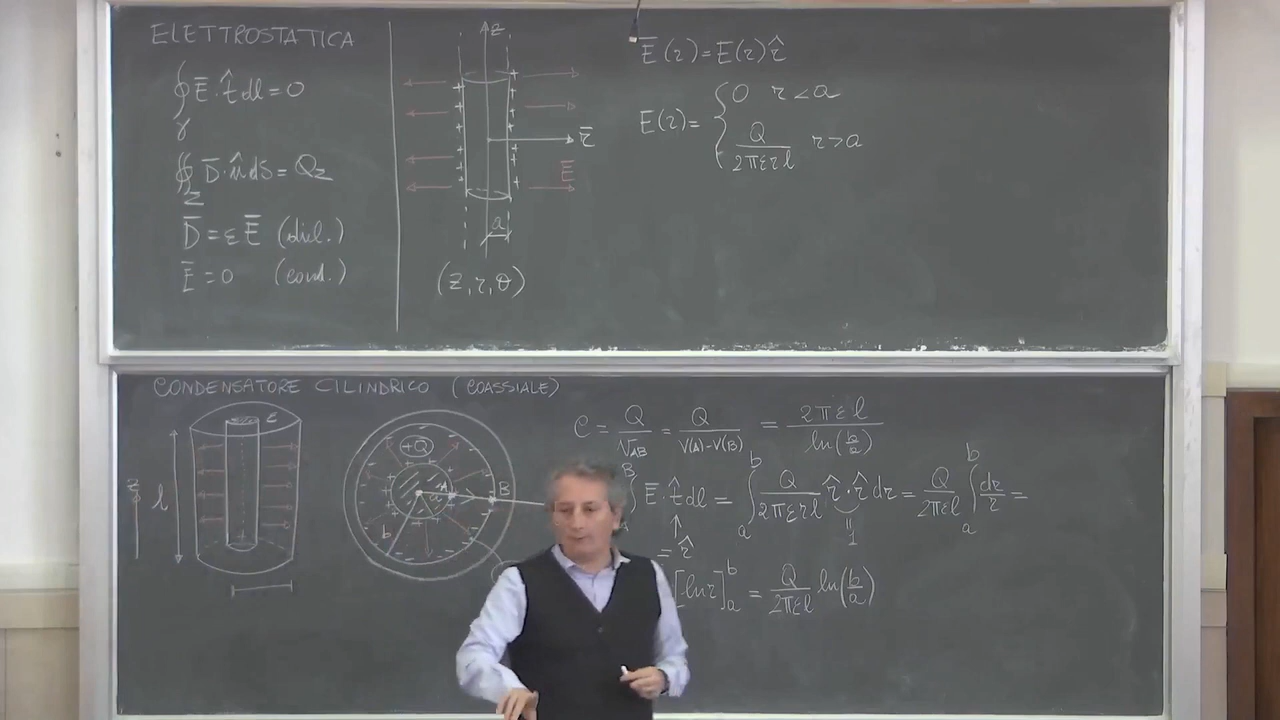 ELETTROSTATICA
∮γ E̅ · t̂ dl = 0
∯Σ D̅ · n̂ dS = QΣ
D̅ = ε E̅ (diel.)
E̅ = 0 (cond.)
z
r̅
E̅
a
(z, r, θ)
E̅(r) = E(r) r̂
E(r) = { 0 r < a
Q / 2πεrl r > a
CONDENSATORE CILINDRICO (COASSIALE)
ε
l
z
+Q
A
B
a
b
C = Q / V_AB = Q / V(A) - V(B) = 2πεl / ln(b/a)
∫ B E̅ · t̂ dl = ∫_a^b Q / 2πεrl r̂ · r̂ dr = Q / 2πεl ∫_a^b dr / r =
= r̂
1
[ln r]_a^b = Q / 2πεl ln(b/a)